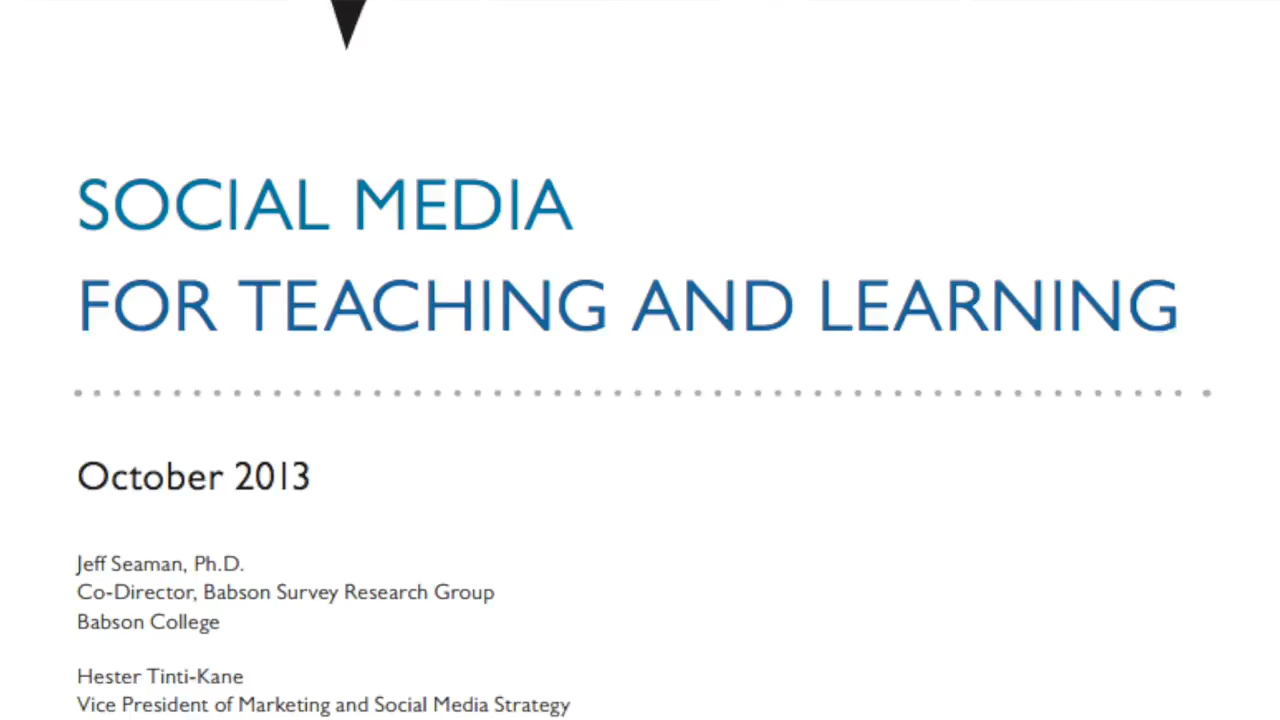 SOCIAL MEDIA
FOR TEACHING AND LEARNING
October 2013
Jeff Seaman, Ph.D.
Co-Director, Babson Survey Research Group
Babson College
Hester Tinti-Kane
Vice President of Marketing and Social Media Strategy